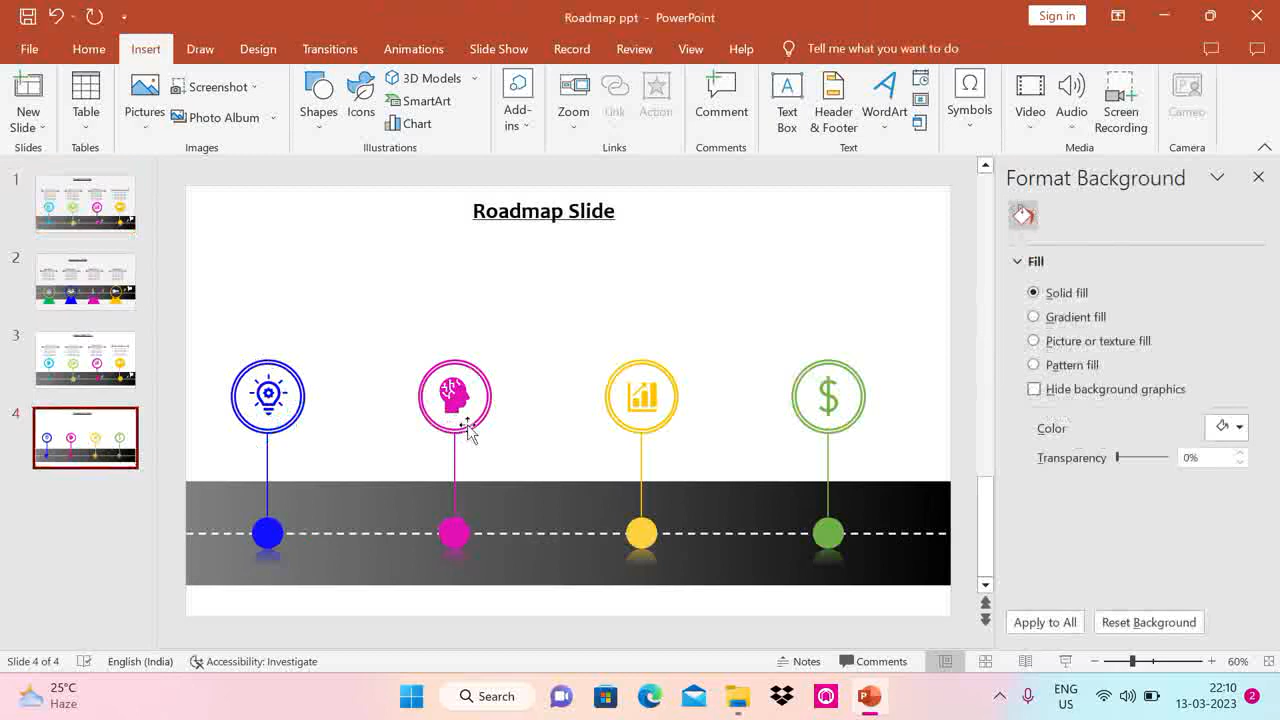 Roadmap ppt - PowerPoint
Sign in
File Home Insert Draw Design Transitions Animations Slide Show Record Review View Help Tell me what you want to do
New Slide
Table
Pictures
Screenshot
Photo Album
Shapes
Icons
3D Models
SmartArt
Chart
Add-ins
Zoom
Link
Action
Comment
Text Box
Header & Footer
WordArt
Symbols
Video
Audio
Screen Recording
Cameo
Slides Tables Images Illustrations Links Comments Text Media Camera
1
2
3
4
Roadmap Slide
$
Format Background
Fill
Solid fill
Gradient fill
Picture or texture fill
Pattern fill
Hide background graphics
Color
Transparency 0%
Apply to All Reset Background
Slide 4 of 4 English (India) Accessibility: Investigate Notes Comments 60%
25°C
Haze
Search
ENG
US
22:10
13-03-2023
2